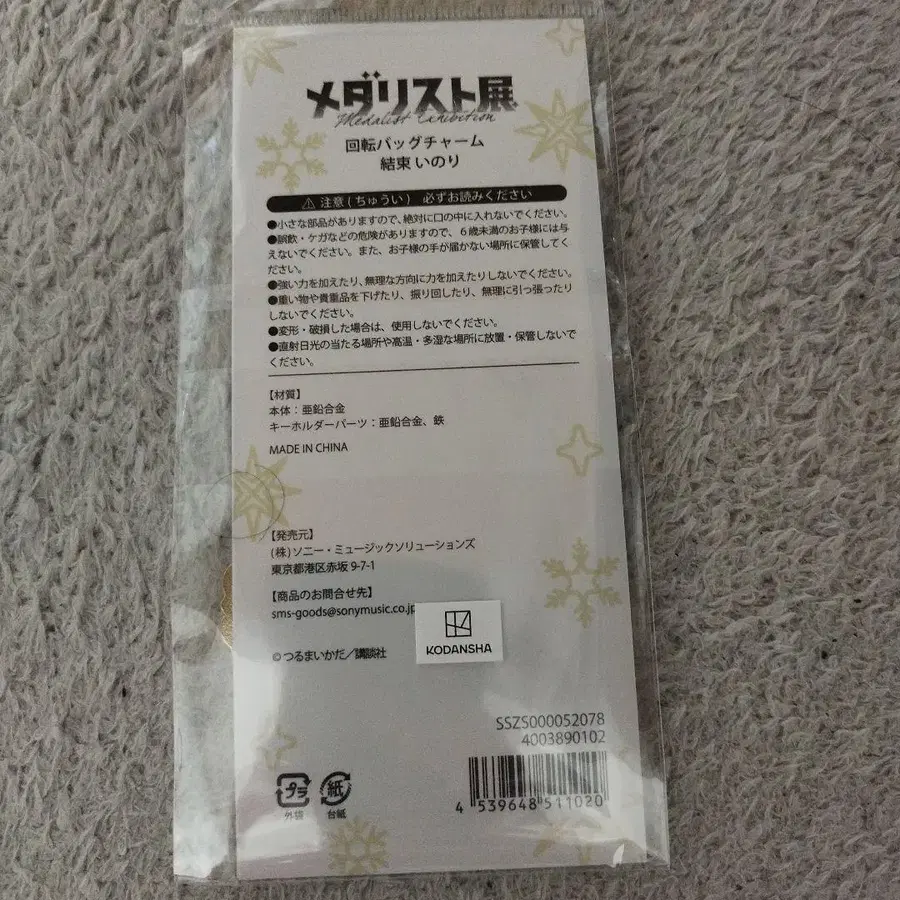 メダリスト展
Medalist Exhibition
回転バッグチャーム
結束 いのり
⚠ 注意 ( ちゅうい )　必ずお読みください
●小さな部品がありますので、絶対に口の中に入れないでください。
●誤飲・ケガなどの危険がありますので、６歳未満のお子様には与
えないでください。また、お子様の手が届かない場所に保管してく
ださい。
●強い力を加えたり、無理な方向に力を加えたりしないでください。
●重い物や貴重品を下げたり、振り回したり、無理に引っ張ったり
しないでください。
●変形・破損した場合は、使用しないでください。
●直射日光の当たる場所や高温・多湿な場所に放置・保管しないで
ください。
【材質】
本体：亜鉛合金
キーホルダーパーツ：亜鉛合金、鉄
MADE IN CHINA
【発売元】
(株)ソニー・ミュージックソリューションズ
東京都港区赤坂 9-7-1
【商品のお問合せ先】
sms-goods@sonymusic.co.jp
KODANSHA
© つるまいかだ／講談社
SSZS000052078
4003890102
4 539648 511020
プラ
外袋
紙
台紙